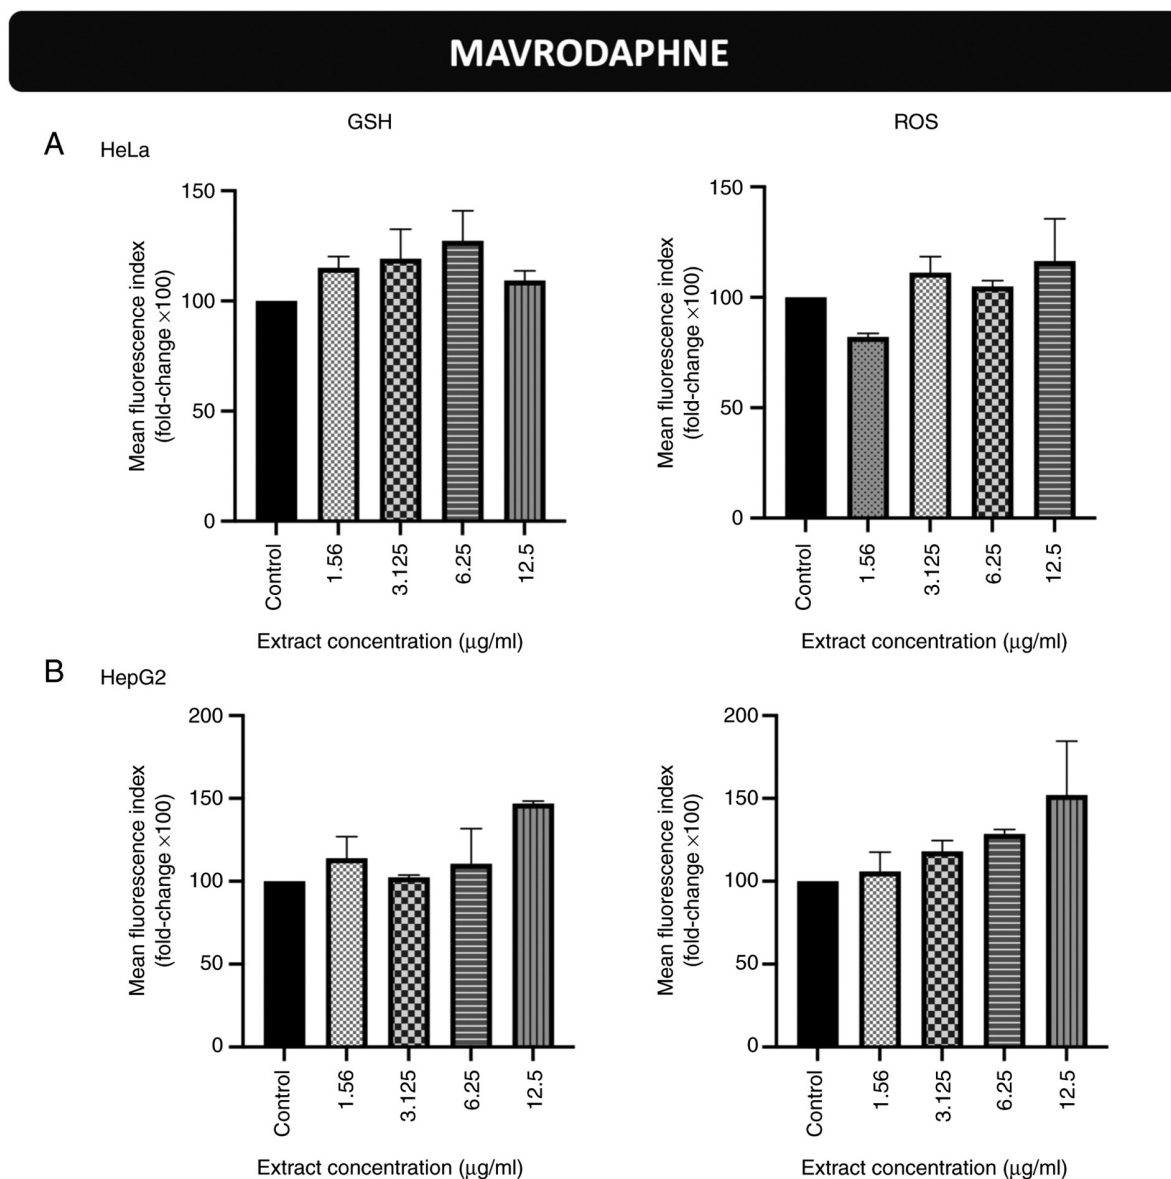 MAVRODAPHNE
GSH
ROS
A
HeLa
Mean fluorescence index
(fold-change ×100)
150
100
50
0
Control
1.56
3.125
6.25
12.5
Extract concentration (μg/ml)
Mean fluorescence index
(fold-change ×100)
150
100
50
0
Control
1.56
3.125
6.25
12.5
Extract concentration (μg/ml)
B
HepG2
Mean fluorescence index
(fold-change ×100)
200
150
100
50
0
Control
1.56
3.125
6.25
12.5
Extract concentration (μg/ml)
Mean fluorescence index
(fold-change ×100)
200
150
100
50
0
Control
1.56
3.125
6.25
12.5
Extract concentration (μg/ml)